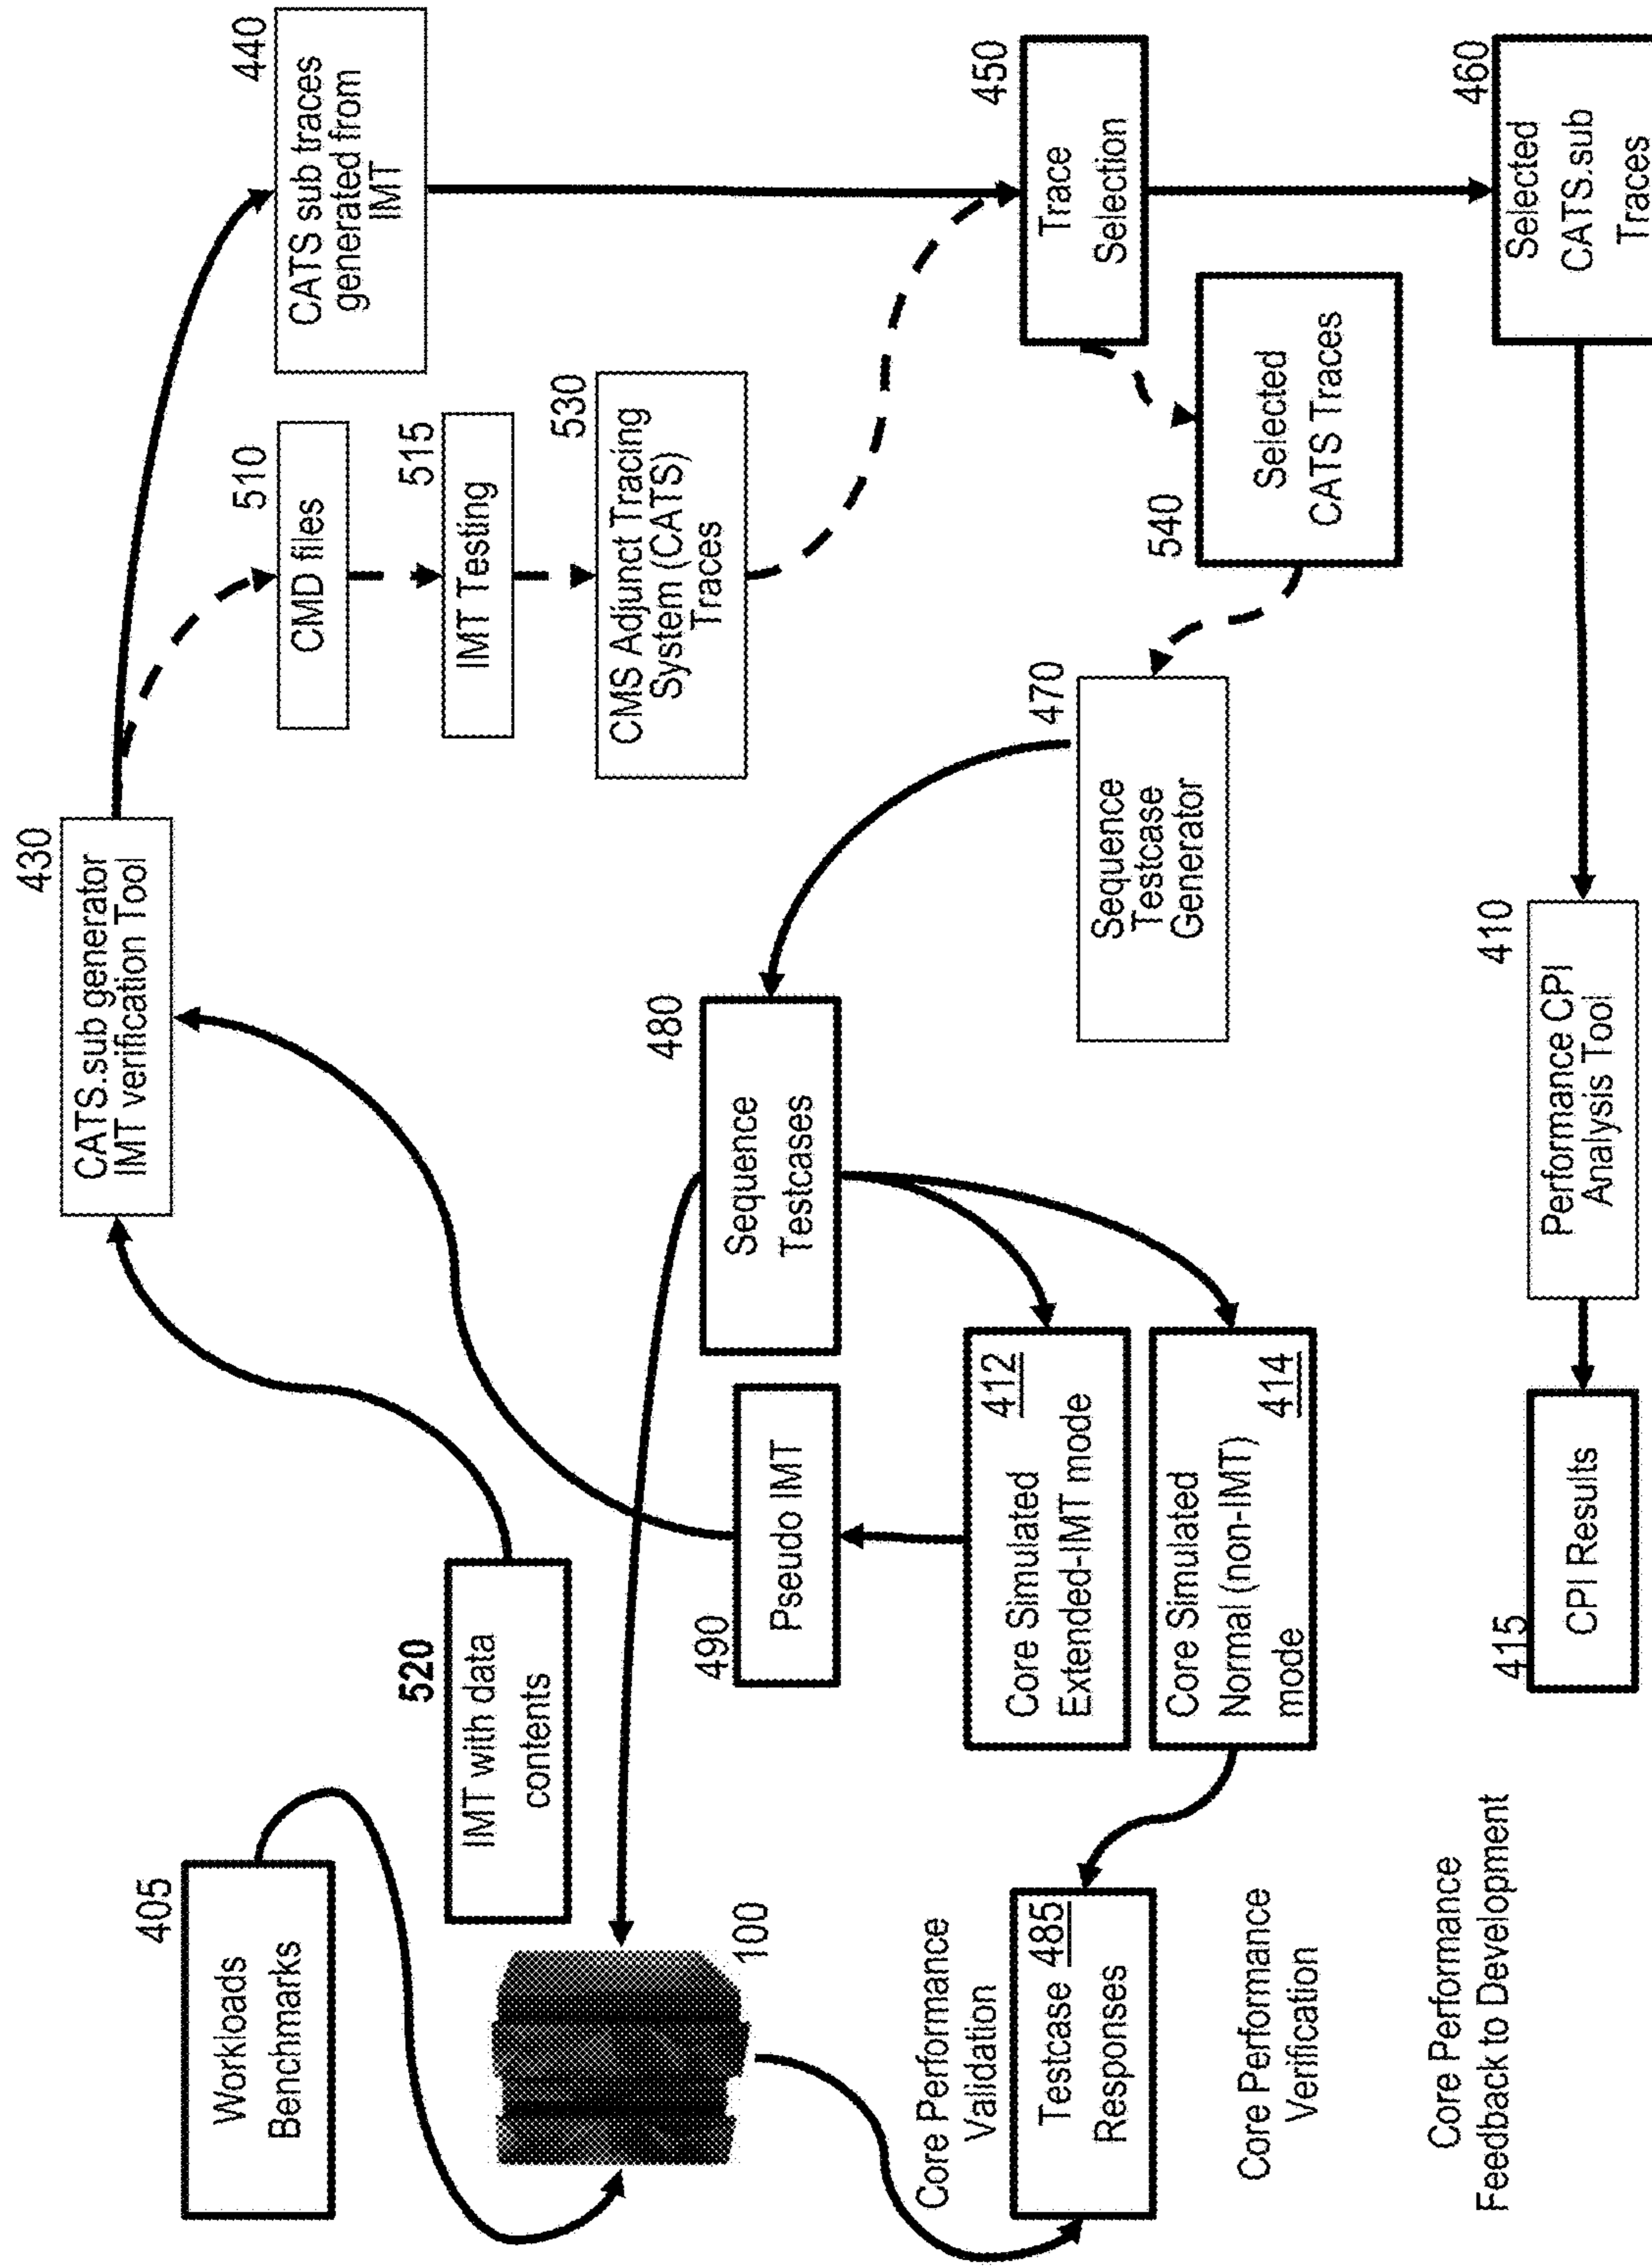 405
Workloads
Benchmarks
100
520
IMT with data
contents
430
CATS.sub generator
IMT verification Tool
440
CATS sub traces
generated from
IMT
510
CMD files
515
IMT Testing
530
CMS Adjunct Tracing
System (CATS)
Traces
450
Trace
Selection
460
Selected
CATS.sub
Traces
540
Selected
CATS Traces
470
Sequence
Testcase
Generator
480
Sequence
Testcases
490
Pseudo IMT
412
Core Simulated
Extended-IMT mode
414
Core Simulated
Normal (non-IMT)
mode
Core Performance
Validation
Testcase 485
Responses
Core Performance
Verification
Core Performance
Feedback to Development
410
Performance CPI
Analysis Tool
415
CPI Results